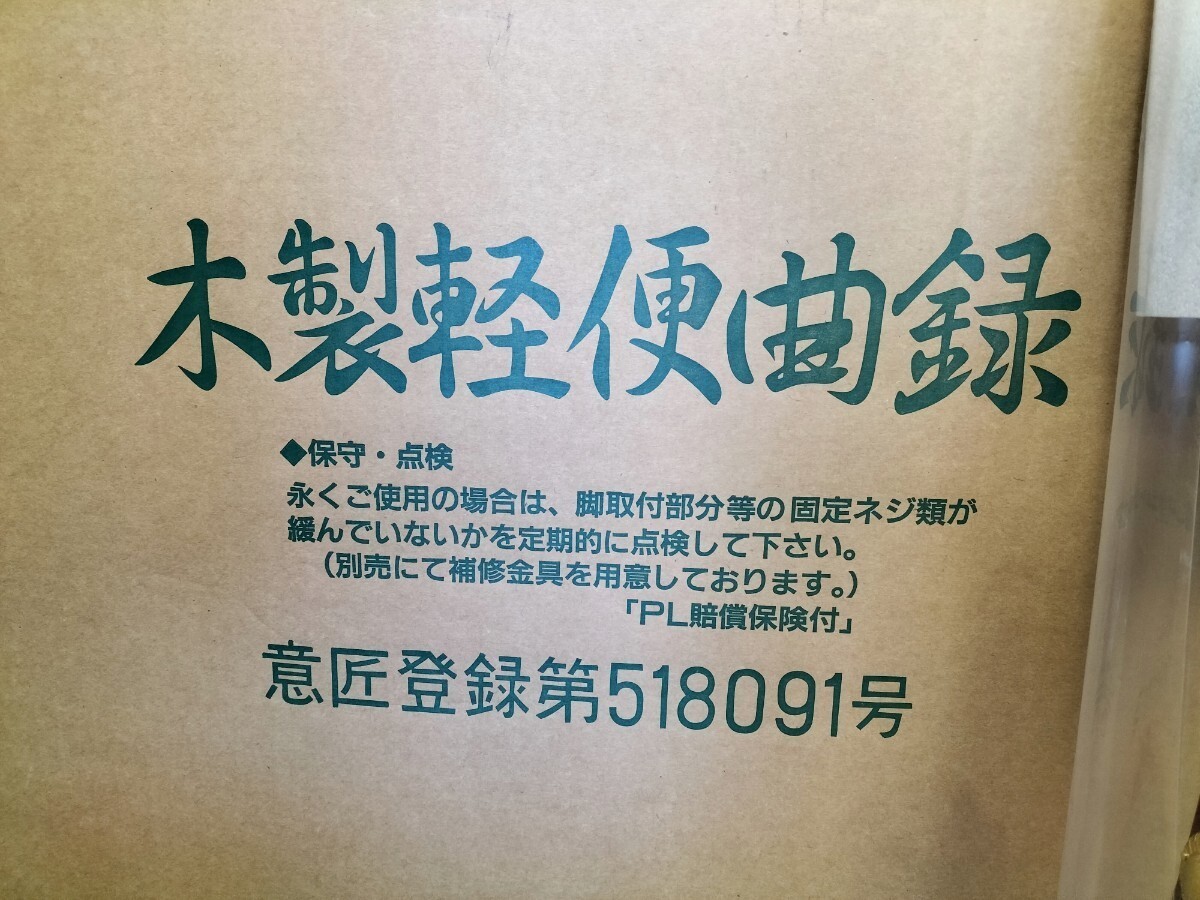 木製軽便曲録
◆保守・点検
永くご使用の場合は、脚取付部分等の固定ネジ類が
緩んでいないかを定期的に点検して下さい。
（別売にて補修金具を用意しております。）
「PL賠償保険付」
意匠登録第518091号